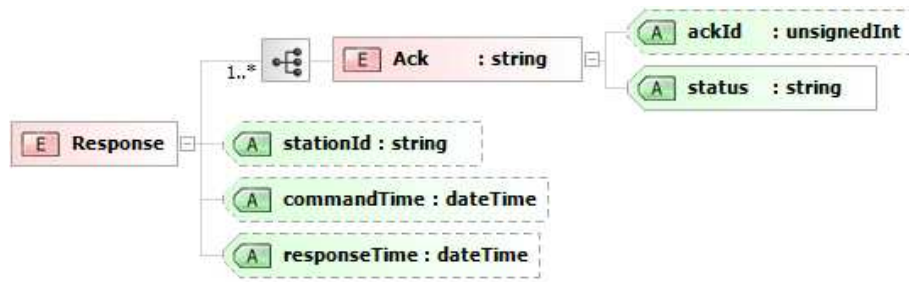 A ackId : unsignedInt
1..* E Ack : string
A status : string
E Response
A stationId : string
A commandTime : dateTime
A responseTime : dateTime